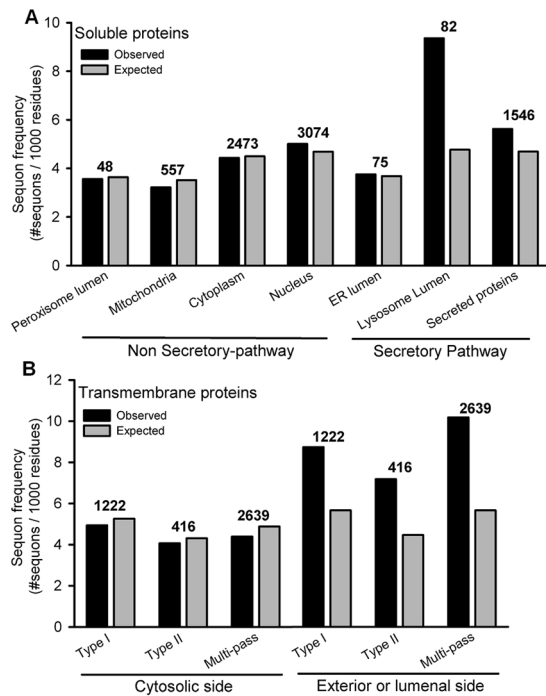 A
Soluble proteins
Observed
Expected
Sequon frequency
(#sequons / 1000 residues)
10
8
6
4
2
0
48
557
2473
3074
75
82
1546
Peroxisome lumen
Mitochondria
Cytoplasm
Nucleus
ER lumen
Lysosome Lumen
Secreted proteins
Non Secretory-pathway
Secretory Pathway
B
Transmembrane proteins
Observed
Expected
Sequon frequency
(#sequons / 1000 residues)
12
10
8
6
4
2
0
1222
416
2639
1222
416
2639
Type I
Type II
Multi-pass
Type I
Type II
Multi-pass
Cytosolic side
Exterior or lumenal side